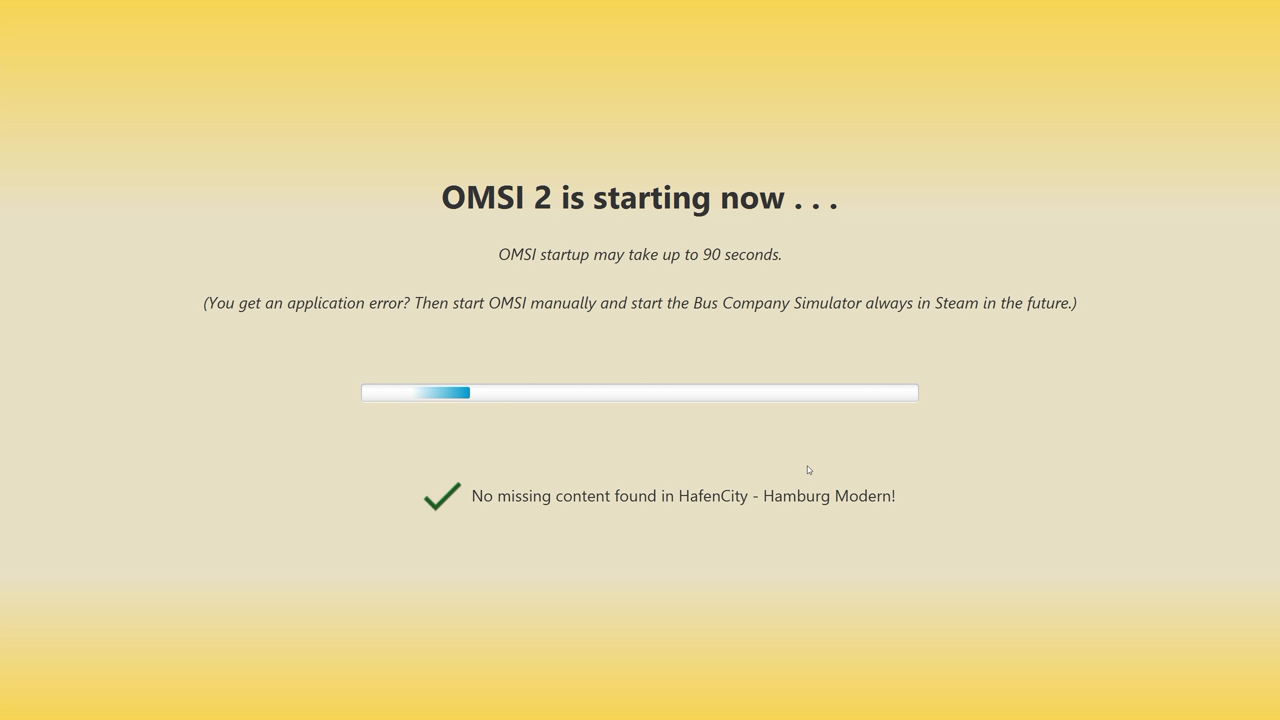 OMSI 2 is starting now . . .
OMSI startup may take up to 90 seconds.
(You get an application error? Then start OMSI manually and start the Bus Company Simulator always in Steam in the future.)
No missing content found in HafenCity - Hamburg Modern!